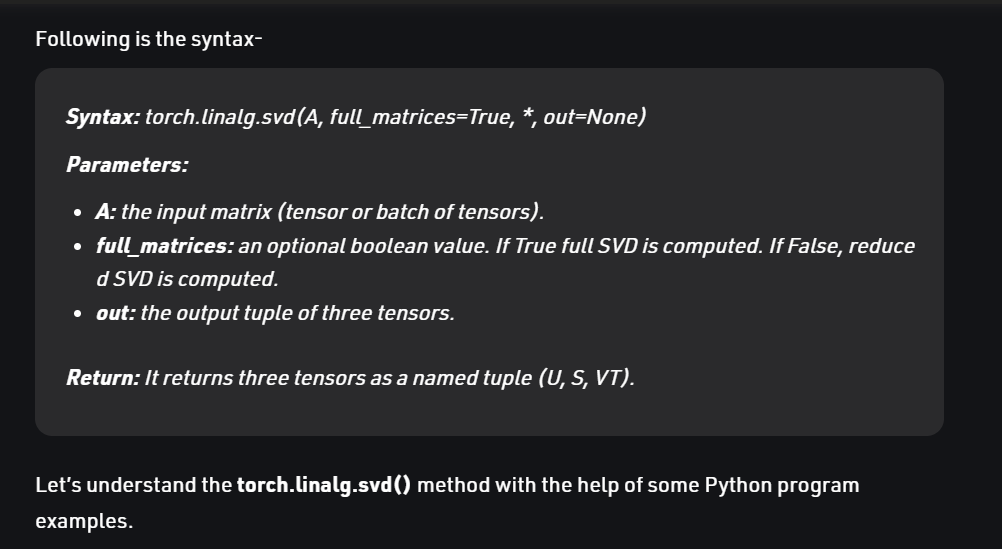 Following is the syntax-
Syntax: torch.linalg.svd(A, full_matrices=True, *, out=None)
Parameters:
• A: the input matrix (tensor or batch of tensors).
• full_matrices: an optional boolean value. If True full SVD is computed. If False, reduce
d SVD is computed.
• out: the output tuple of three tensors.
Return: It returns three tensors as a named tuple (U, S, VT).
Let's understand the torch.linalg.svd() method with the help of some Python program
examples.